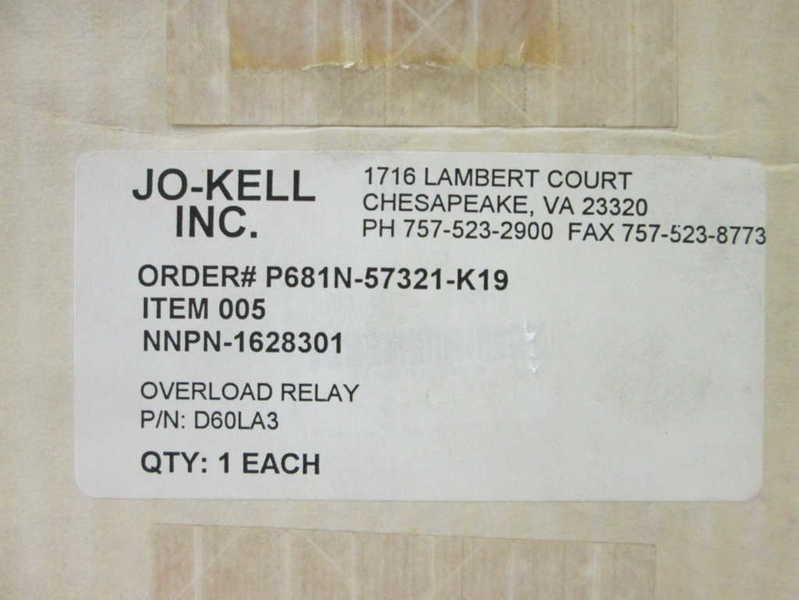 JO-KELL INC.
1716 LAMBERT COURT
CHESAPEAKE, VA 23320
PH 757-523-2900 FAX 757-523-8773
ORDER# P681N-57321-K19
ITEM 005
NNPN-1628301
OVERLOAD RELAY
P/N: D60LA3
QTY: 1 EACH